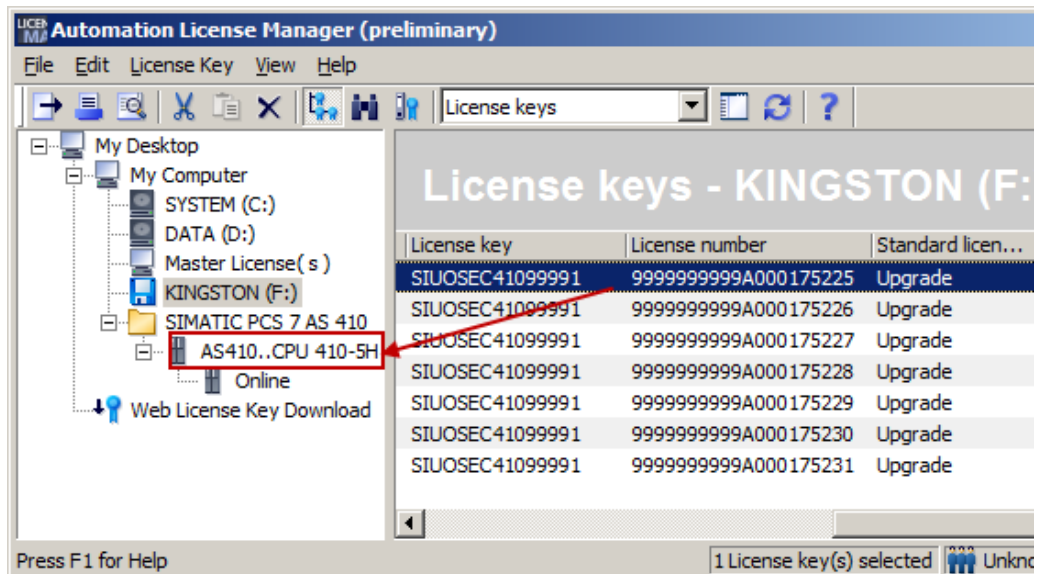 Automation License Manager (preliminary)
File Edit License Key View Help
License keys
My Desktop
My Computer
SYSTEM (C:)
DATA (D:)
Master License( s )
KINGSTON (F:)
SIMATIC PCS 7 AS 410
AS410..CPU 410-5H
Online
Web License Key Download
License keys - KINGSTON (F:
License key License number Standard licen...
SIUOSEC41099991 9999999999A000175225 Upgrade
SIUOSEC41099991 9999999999A000175226 Upgrade
SIUOSEC41099991 9999999999A000175227 Upgrade
SIUOSEC41099991 9999999999A000175228 Upgrade
SIUOSEC41099991 9999999999A000175229 Upgrade
SIUOSEC41099991 9999999999A000175230 Upgrade
SIUOSEC41099991 9999999999A000175231 Upgrade
Press F1 for Help 1 License key(s) selected